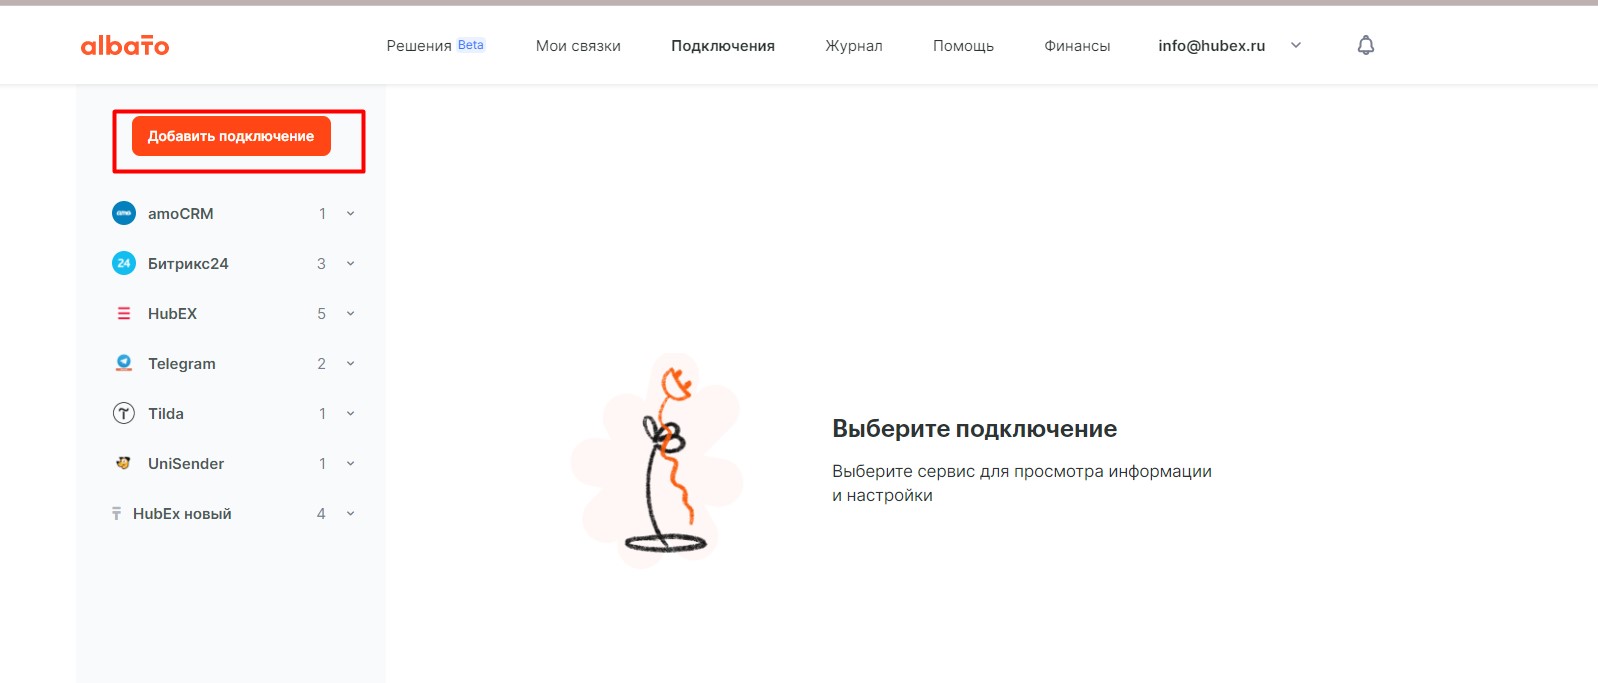 albato
Решения Beta Мои связки Подключения Журнал Помощь Финансы info@hubex.ru
Добавить подключение
amoCRM 1
24 Битрикс24 3
HubEX 5
Telegram 2
Tilda 1
UniSender 1
HubEx новый 4
Выберите подключение
Выберите сервис для просмотра информации
и настройки